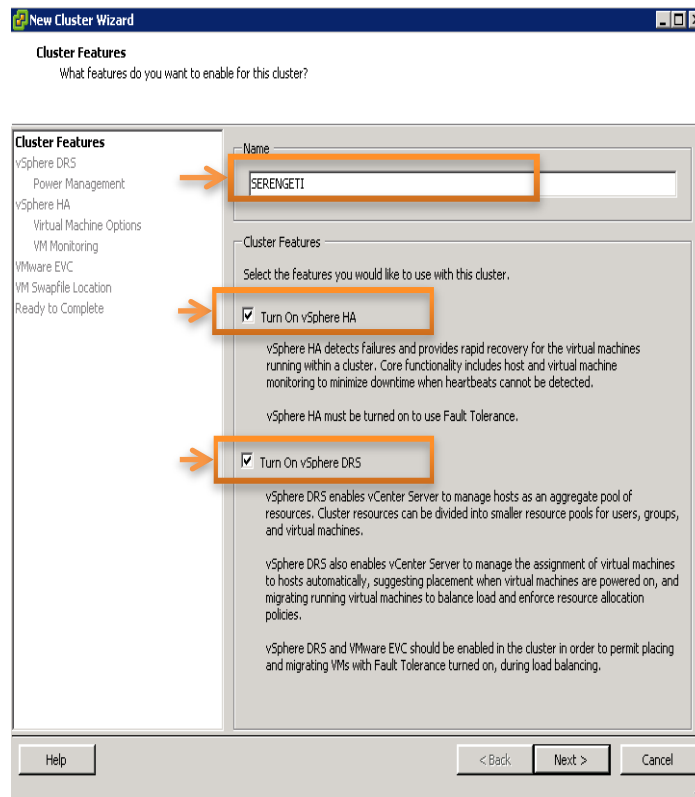 New Cluster Wizard
Cluster Features
What features do you want to enable for this cluster?
Cluster Features
vSphere DRS
Power Management
vSphere HA
Virtual Machine Options
VM Monitoring
VMware EVC
VM Swapfile Location
Ready to Complete
Name
SERENGETI
Cluster Features
Select the features you would like to use with this cluster.
Turn On vSphere HA
vSphere HA detects failures and provides rapid recovery for the virtual machines
running within a cluster. Core functionality includes host and virtual machine
monitoring to minimize downtime when heartbeats cannot be detected.
vSphere HA must be turned on to use Fault Tolerance.
Turn On vSphere DRS
vSphere DRS enables vCenter Server to manage hosts as an aggregate pool of
resources. Cluster resources can be divided into smaller resource pools for users, groups,
and virtual machines.
vSphere DRS also enables vCenter Server to manage the assignment of virtual machines
to hosts automatically, suggesting placement when virtual machines are powered on, and
migrating running virtual machines to balance load and enforce resource allocation
policies.
vSphere DRS and VMware EVC should be enabled in the cluster in order to permit placing
and migrating VMs with Fault Tolerance turned on, during load balancing.
Help
< Back
Next >
Cancel